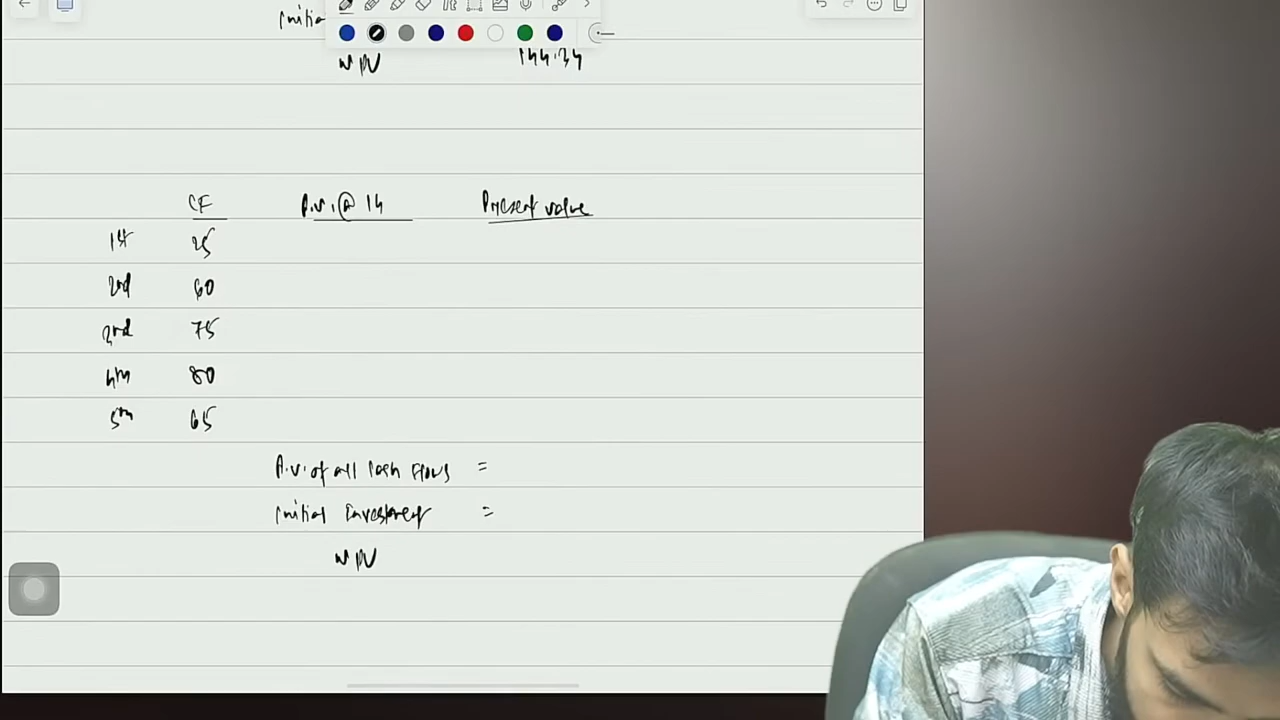 Initia
NPV 144.34
CF P.V.@ 14 Present value
1st 25
2nd 60
3rd 75
4th 80
5th 65
P.V. of all cash flows =
Initial Investment =
NPV